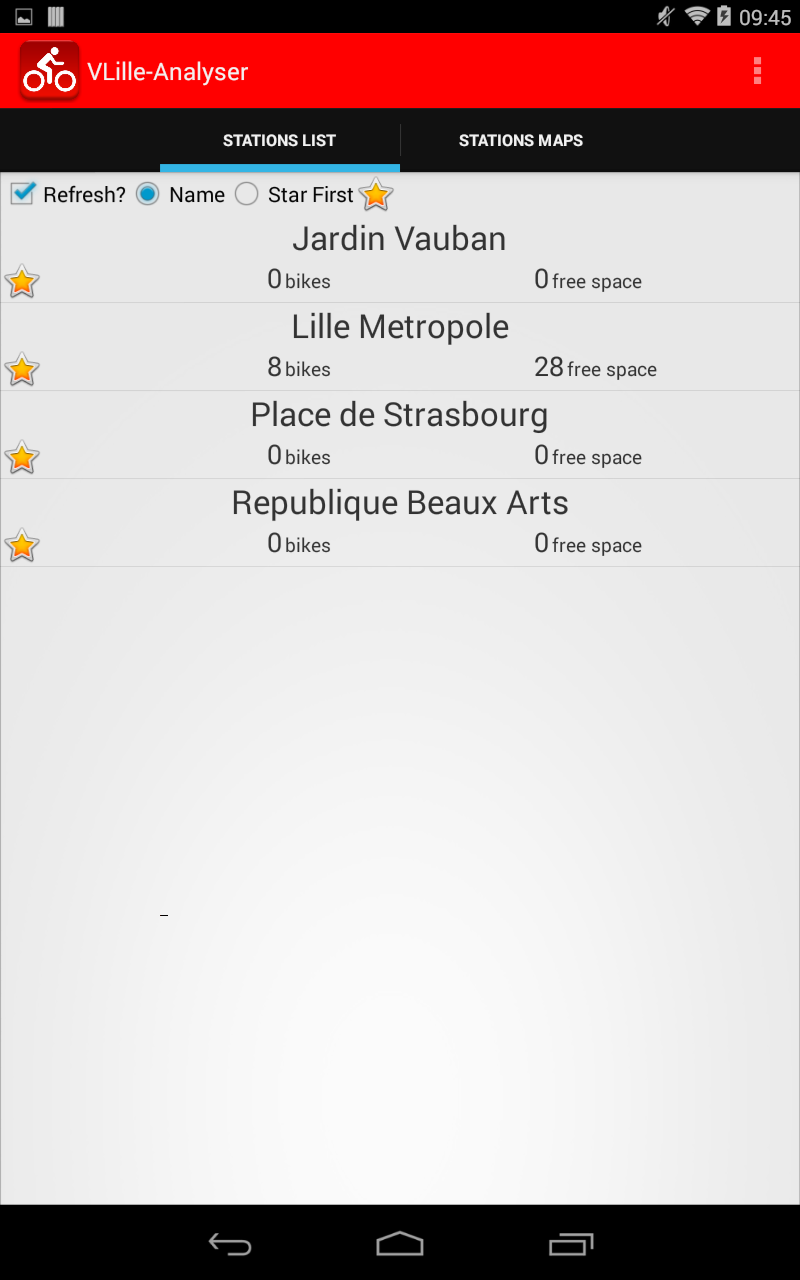 09:45
VLille-Analyser
STATIONS LIST STATIONS MAPS
Refresh? Name Star First
Jardin Vauban
0 bikes 0 free space
Lille Metropole
8 bikes 28 free space
Place de Strasbourg
0 bikes 0 free space
Republique Beaux Arts
0 bikes 0 free space